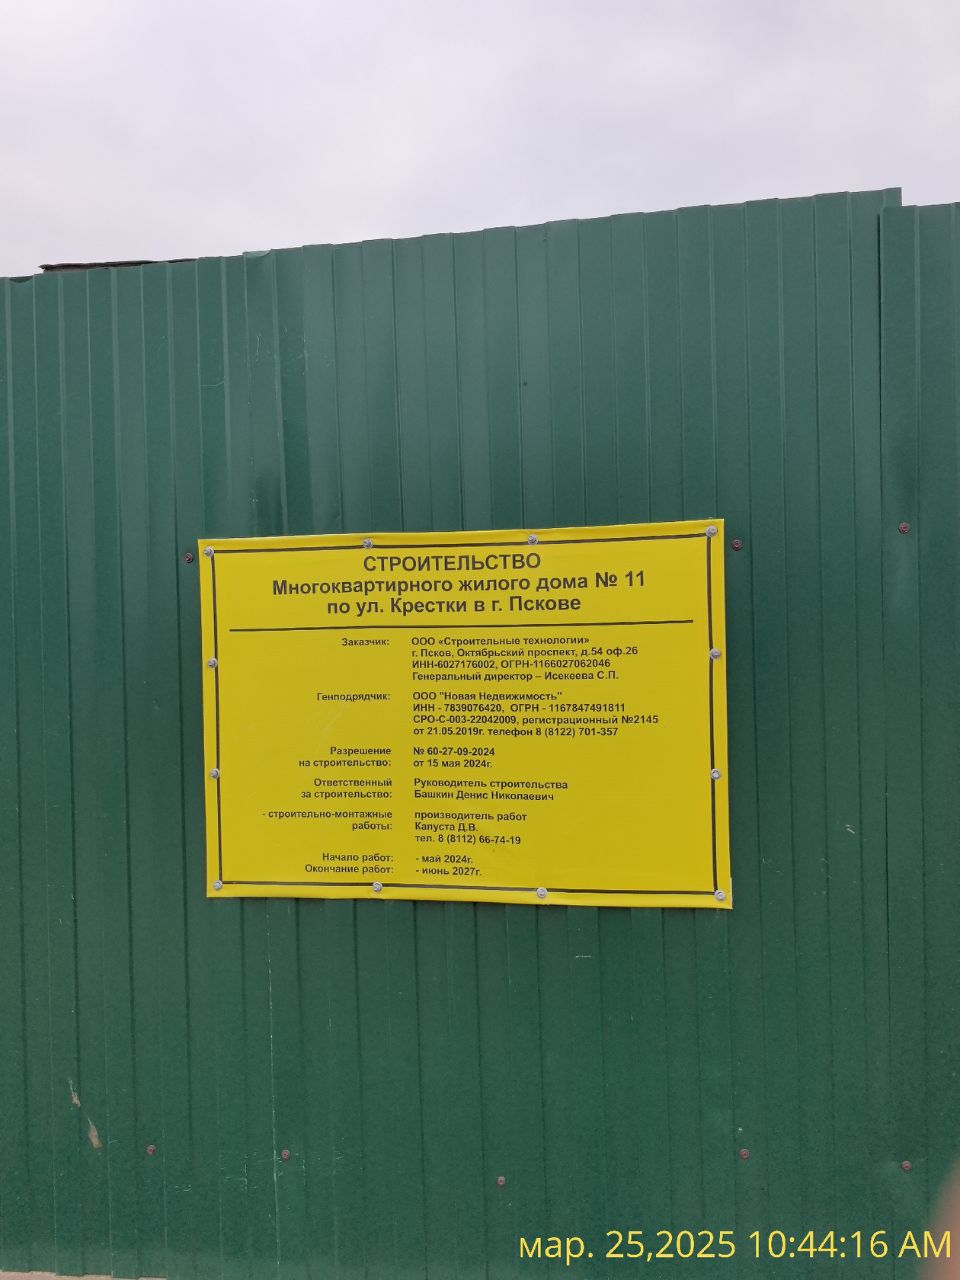 СТРОИТЕЛЬСТВО
Многоквартирного жилого дома № 11
по ул. Крестки в г. Пскове
Заказчик: ООО «Строительные технологии»
г. Псков, Октябрьский проспект, д.54 оф.26
ИНН-6027176002, ОГРН-1166027062046
Генеральный директор – Исекеева С.П.
Генподрядчик: ООО "Новая Недвижимость"
ИНН - 7839076420, ОГРН - 1167847491811
СРО-С-003-22042009, регистрационный №2145
от 21.05.2019г. телефон 8 (8122) 701-357
Разрешение № 60-27-09-2024
на строительство: от 15 мая 2024г.
Ответственный Руководитель строительства
за строительство: Башкин Денис Николаевич
- строительно-монтажные производитель работ
работы: Капуста Д.В.
тел. 8 (8112) 66-74-19
Начало работ: - май 2024г.
Окончание работ: - июнь 2027г.
мар. 25,2025 10:44:16 AM